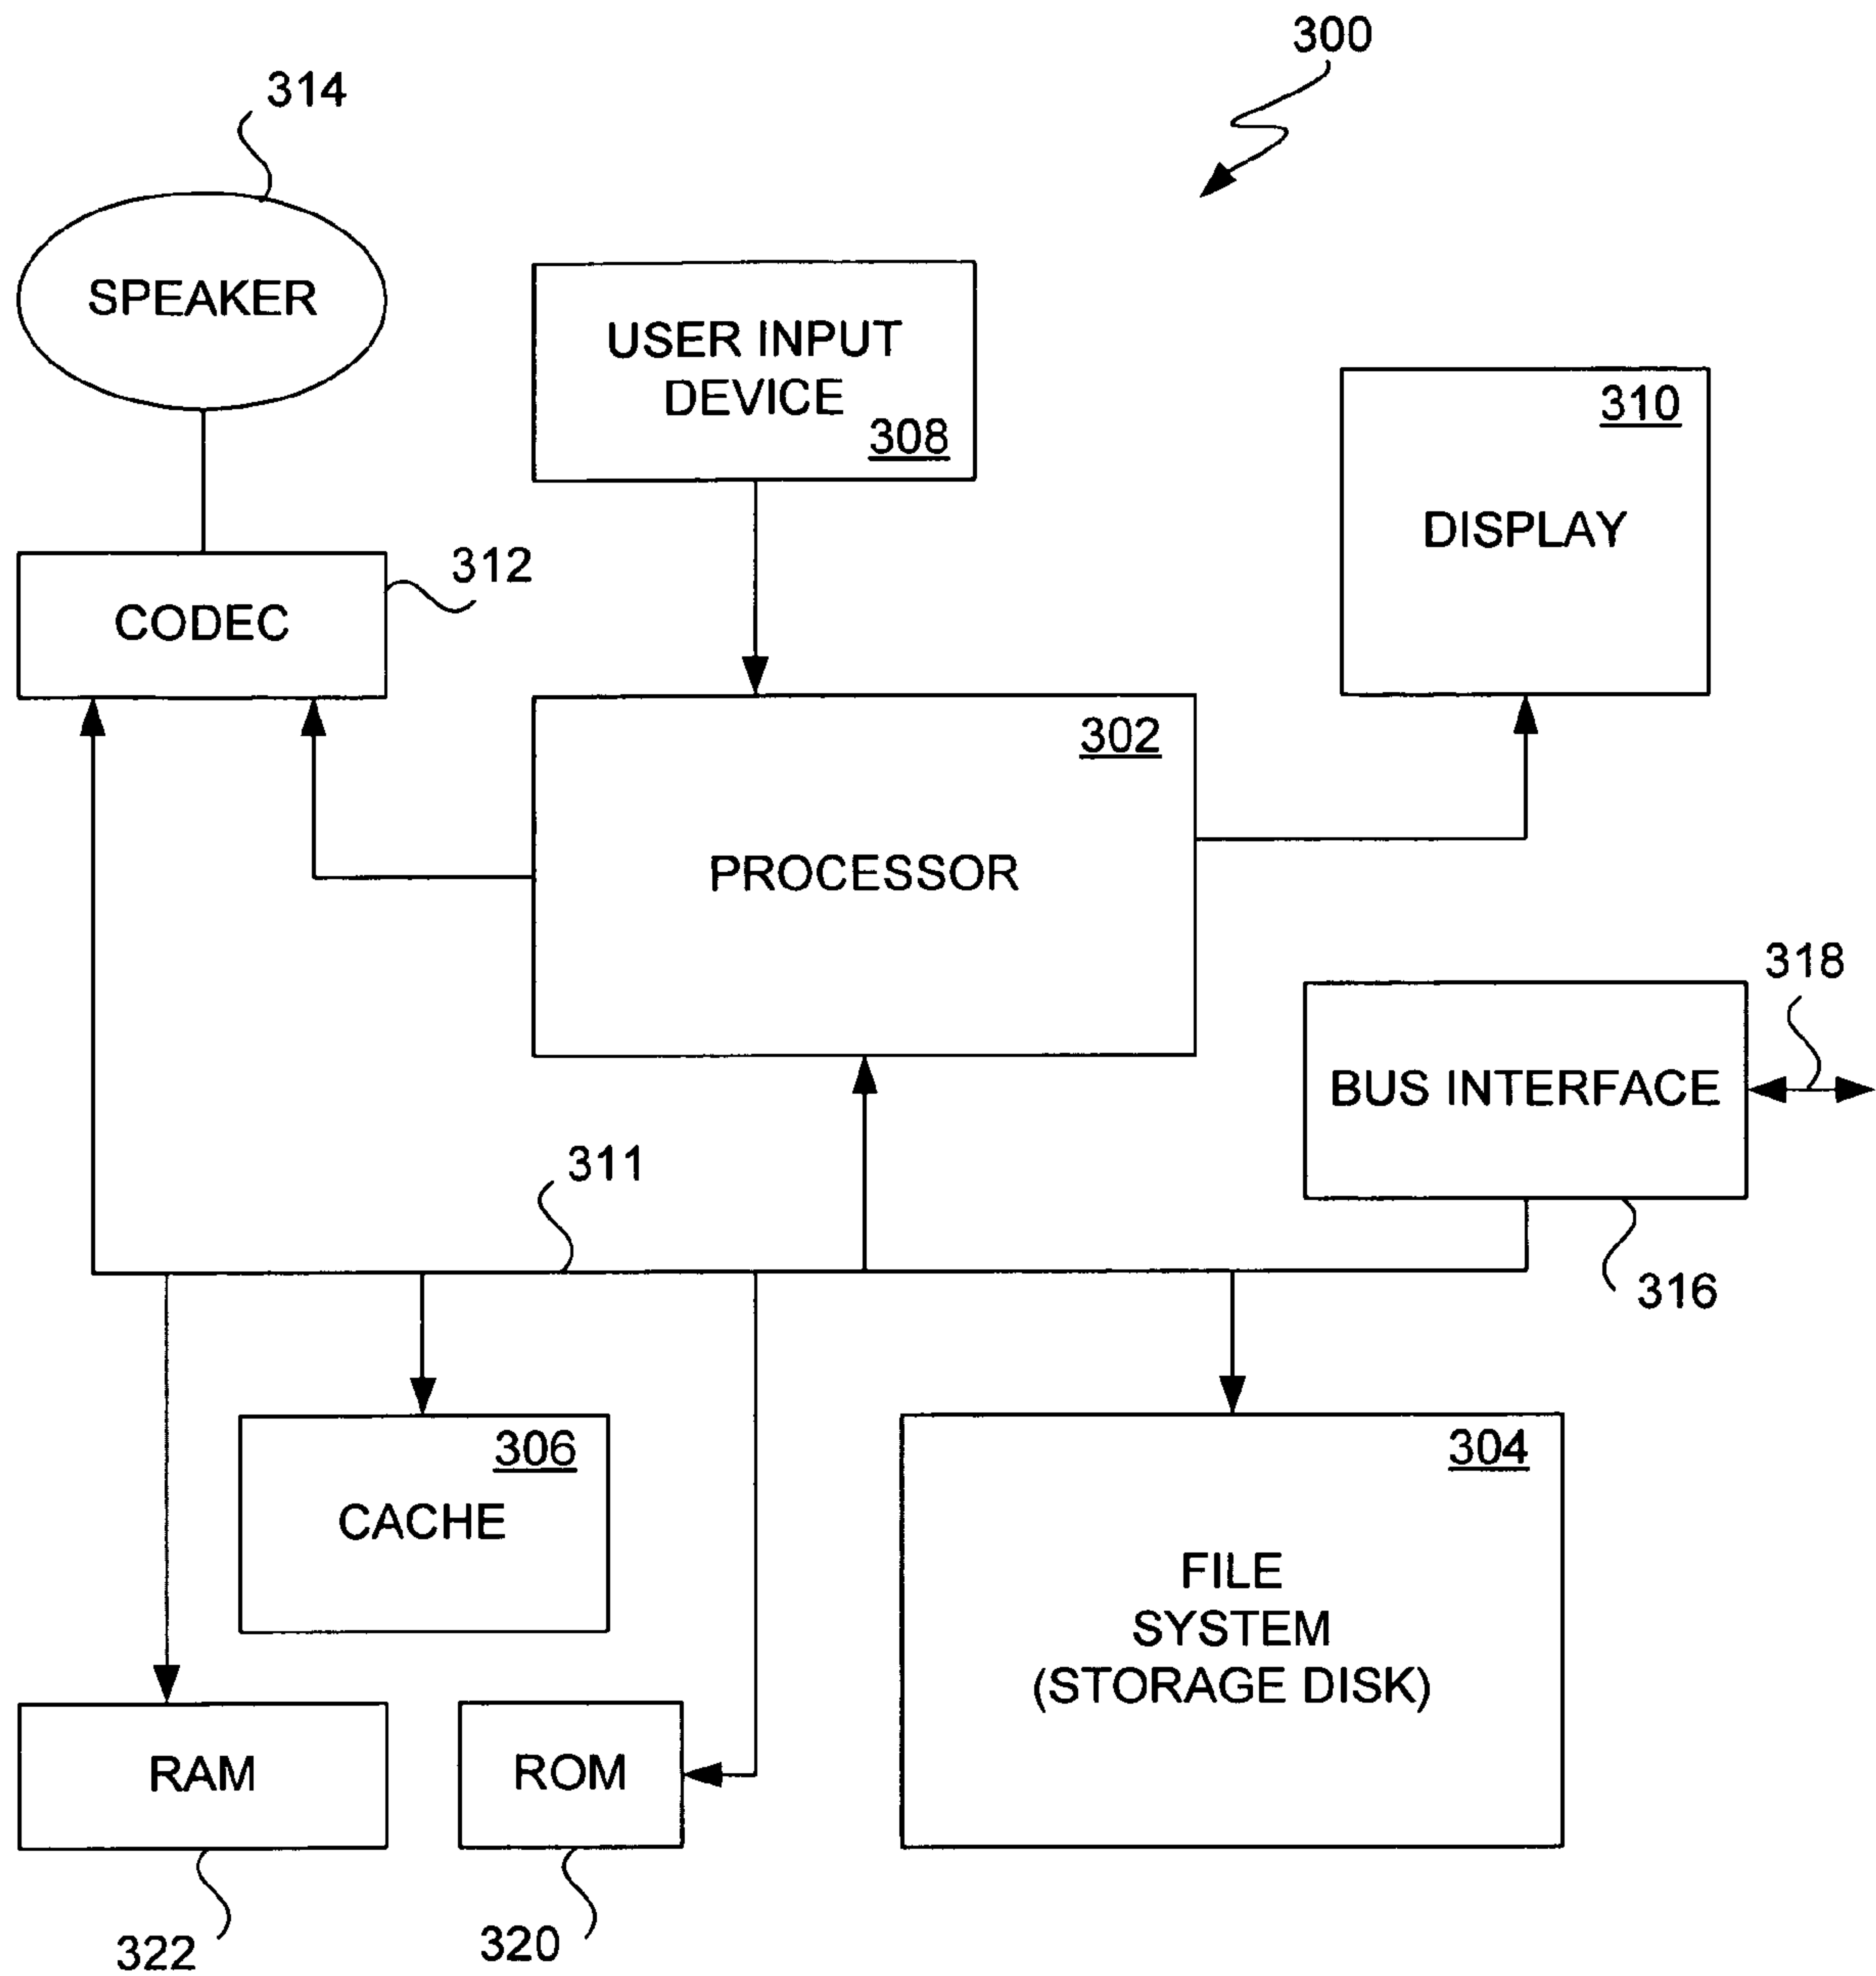 300
314
SPEAKER
USER INPUT
DEVICE
308
310
DISPLAY
312
CODEC
302
PROCESSOR
318
BUS INTERFACE
311
316
306
CACHE
304
FILE
SYSTEM
(STORAGE DISK)
RAM
ROM
322
320